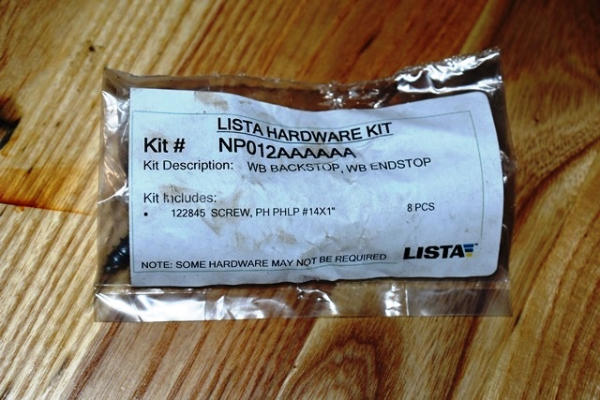 LISTA HARDWARE KIT
Kit # NP012AAAAAA
Kit Description: WB BACKSTOP, WB ENDSTOP
Kit Includes:
• 122845 SCREW, PH PHLP #14X1" 8 PCS
NOTE: SOME HARDWARE MAY NOT BE REQUIRED
LISTA